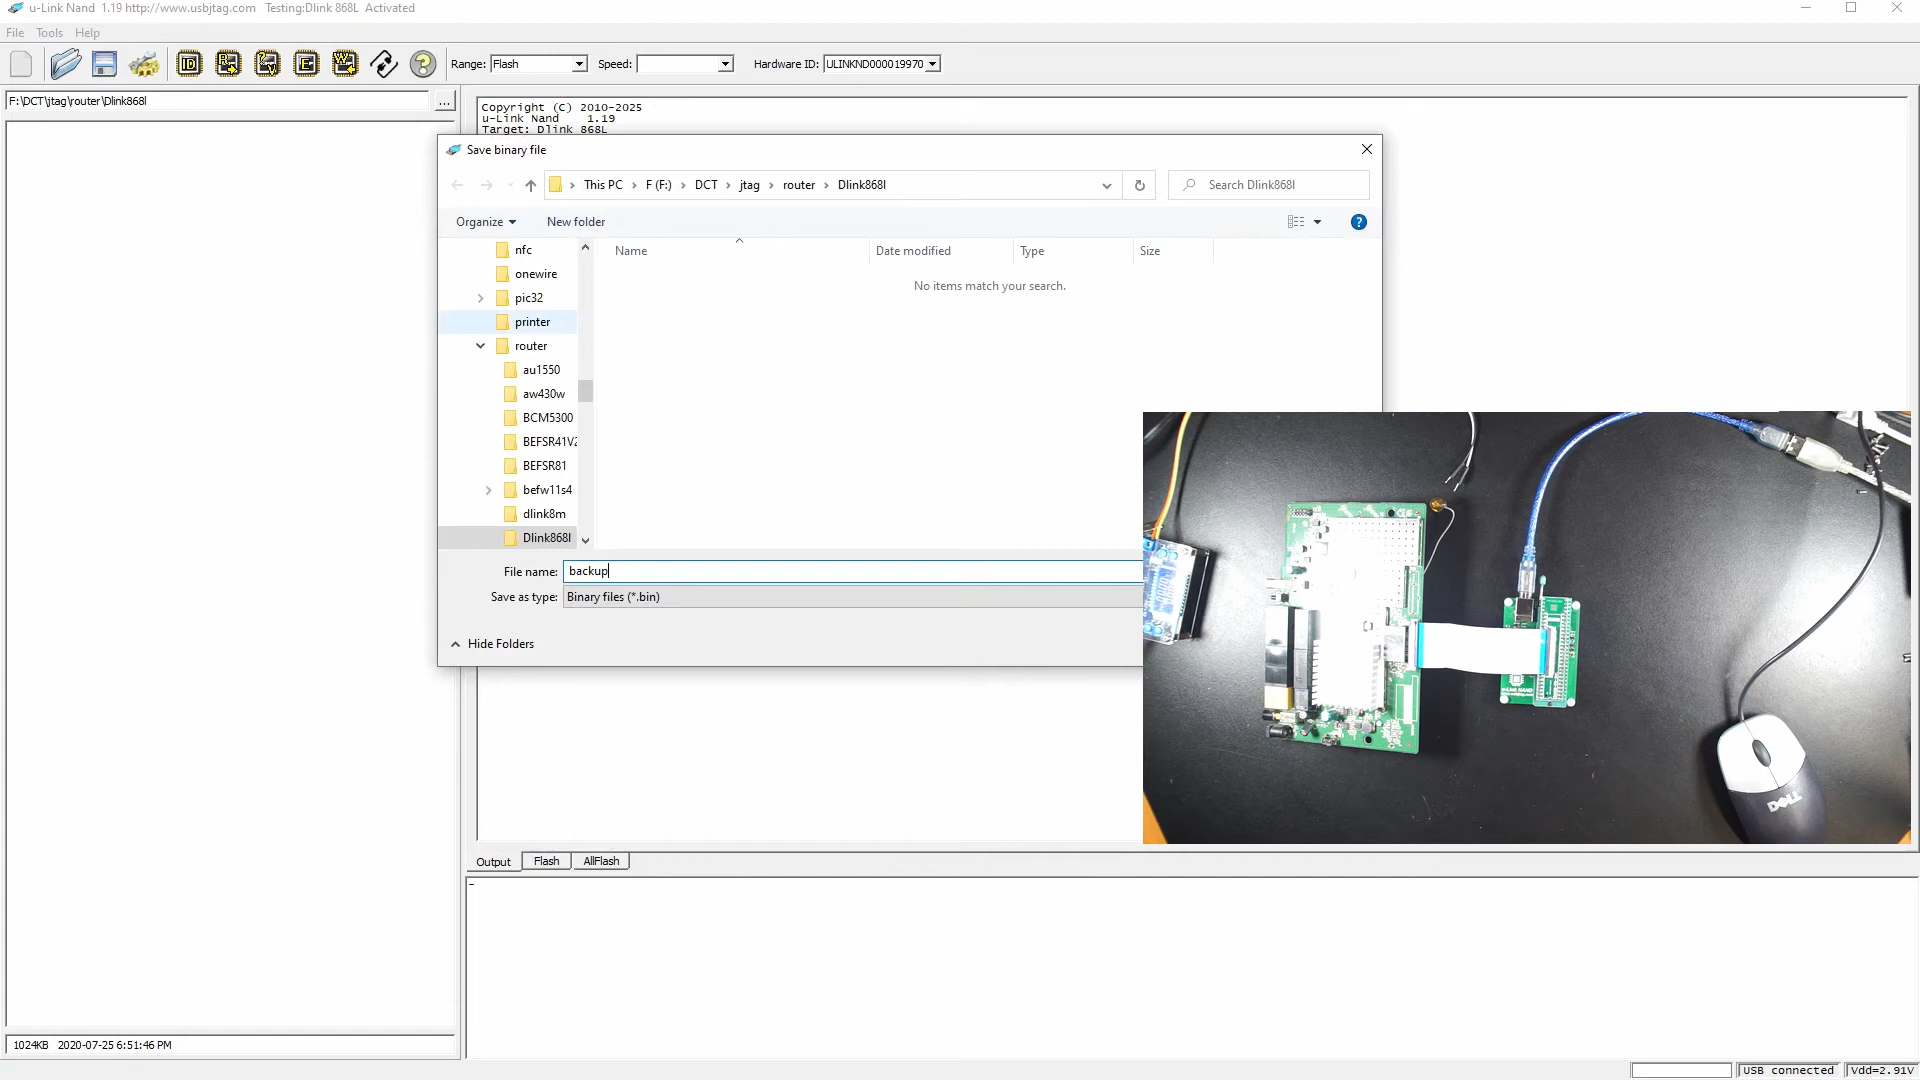 u-Link Nand 1.19 http://www.usbjtag.com Testing:Dlink 868L Activated
File Tools Help
ID R ?V E W
Range: Flash Speed: Hardware ID: ULINKND000019970
F:\DCT\jtag\router\Dlink868l ...
Copyright (C) 2010-2025
u-Link Nand 1.19
Target: Dlink 868L
Save binary file
This PC > F (F:) > DCT > jtag > router > Dlink868l
Search Dlink868l
Organize New folder
Name Date modified Type Size
No items match your search.
nfc
onewire
pic32
printer
router
au1550
aw430w
BCM5300
BEFSR41V2
BEFSR81
befw11s4
dlink8m
Dlink868l
File name: backup
Save as type: Binary files (*.bin)
Hide Folders
u-Link NAND
DELL
Output Flash AllFlash
-
1024KB 2020-07-25 6:51:46 PM
USB connected Vdd=2.91V